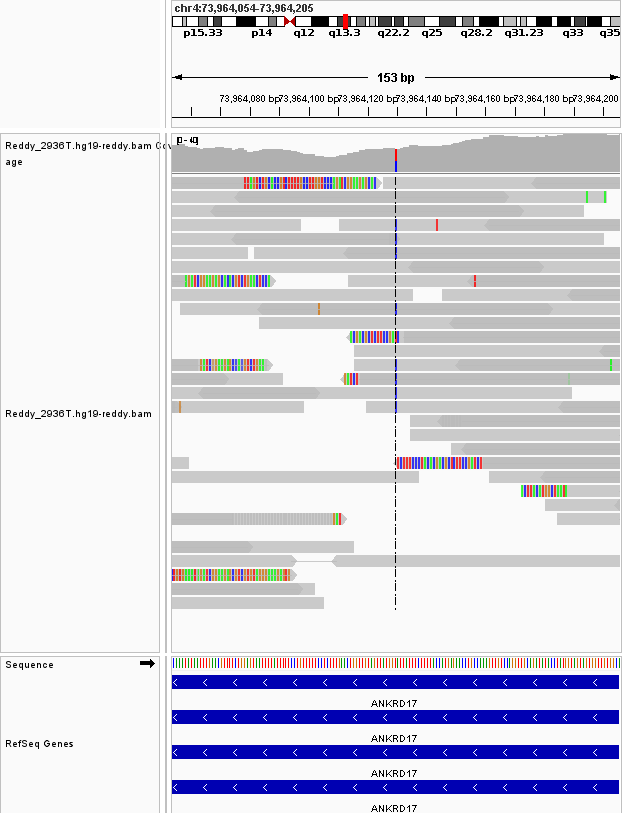 chr4:73,964,054-73,964,205
p15.33 p14 q12 q13.3 q22.2 q25 q28.2 q31.23 q33 q35
153 bp
73,964,080 bp 73,964,100 bp 73,964,120 bp 73,964,140 bp 73,964,160 bp 73,964,180 bp 73,964,200
Reddy_2936T.hg19-reddy.bam Cov
age
Reddy_2936T.hg19-reddy.bam
Sequence
ANKRD17
ANKRD17
RefSeq Genes
ANKRD17
ANKRD17